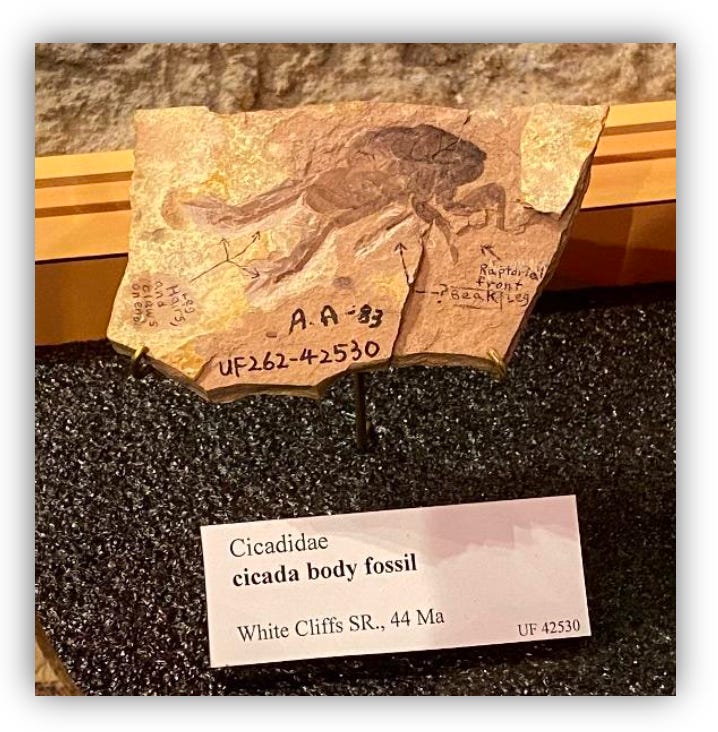 Raptorial
front
Leg
? Beak
Leg
Hairs,
and
claws
on end
A.A-83
UF262-42530
Cicadidae
cicada body fossil
White Cliffs SR., 44 Ma
UF 42530